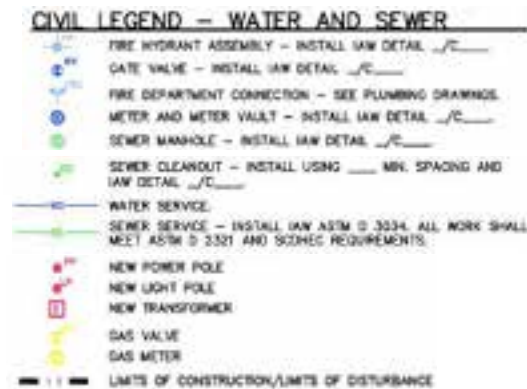 CIVIL LEGEND – WATER AND SEWER
FIRE HYDRANT ASSEMBLY – INSTALL IAW DETAIL _/C___
GATE VALVE – INSTALL IAW DETAIL _/C___
FIRE DEPARTMENT CONNECTION – SEE PLUMBING DRAWINGS.
METER AND METER VAULT – INSTALL IAW DETAIL _/C___
SEWER MANHOLE – INSTALL IAW DETAIL _/C___
SEWER CLEANOUT – INSTALL USING ___ MIN. SPACING AND
IAW DETAIL _/C___
WATER SERVICE.
SEWER SERVICE – INSTALL IAW ASTM D 3034. ALL WORK SHALL
MEET ASTM D 2321 AND SCDHEC REQUIREMENTS.
NEW POWER POLE
NEW LIGHT POLE
NEW TRANSFORMER
GAS VALVE
GAS METER
LIMITS OF CONSTRUCTION/LIMITS OF DISTURBANCE